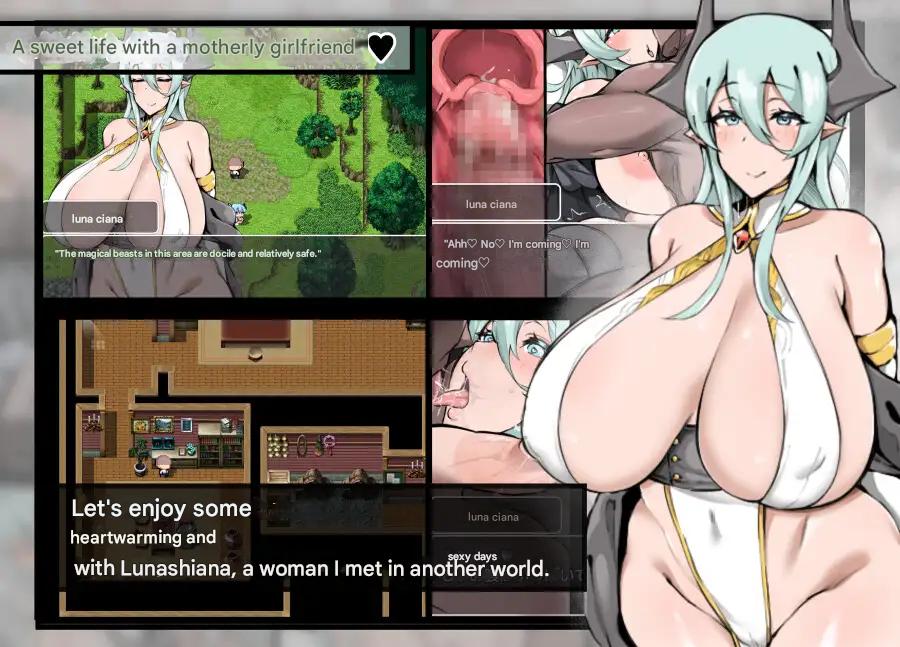 A sweet life with a motherly girlfriend
luna ciana
"The magical beasts in this area are docile and relatively safe."
luna ciana
"Ahh♡ No♡ I'm coming♡ I'm
coming♡
Let's enjoy some
heartwarming and
sexy days
with Lunashiana, a woman I met in another world.
luna ciana